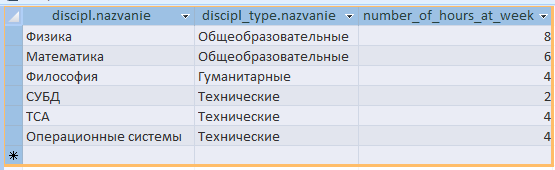 discipl.nazvanie discipl_type.nazvanie number_of_hours_at_week
Физика Общеобразовательные 8
Математика Общеобразовательные 6
Философия Гуманитарные 4
СУБД Технические 2
ТСА Технические 4
Операционные системы Технические 4